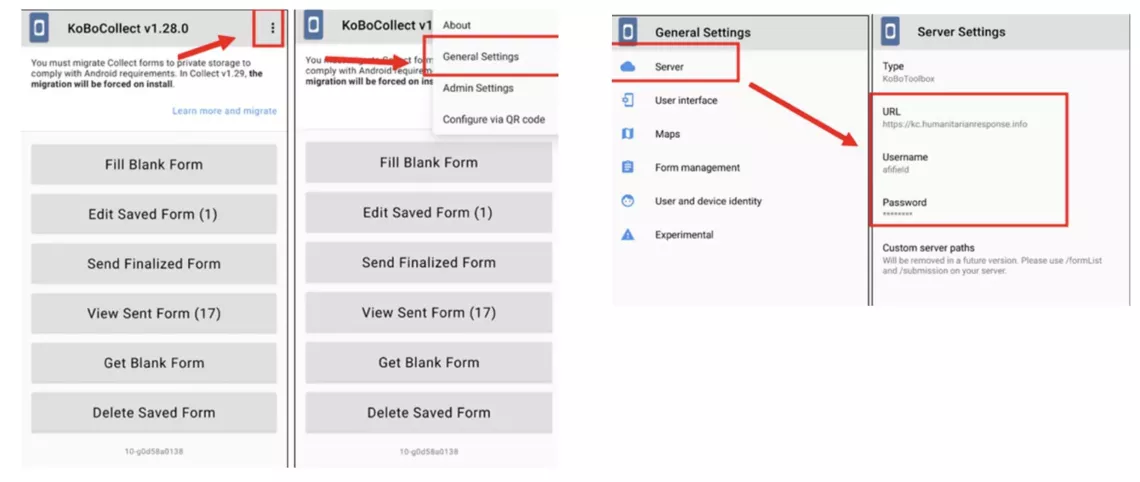 KoBoCollect v1.28.0
You must migrate Collect forms to private storage to
comply with Android requirements. In Collect v1.29, the
migration will be forced on install.
Learn more and migrate
Fill Blank Form
Edit Saved Form (1)
Send Finalized Form
View Sent Form (17)
Get Blank Form
Delete Saved Form
10-g0d58a0138
KoBoCollect v1
About
General Settings
Admin Settings
Configure via QR code
You must migrate Collect form
comply with Android requirem
migration will be forced on in
Fill Blank Form
Edit Saved Form (1)
Send Finalized Form
View Sent Form (17)
Get Blank Form
Delete Saved Form
10-g0d58a0138
General Settings
Server
User interface
Maps
Form management
User and device identity
Experimental
Server Settings
Type
KoBoToolbox
URL
https://kc.humanitarianresponse.info
Username
afifield
Password
********
Custom server paths
Will be removed in a future version. Please use /formList
and /submission on your server.